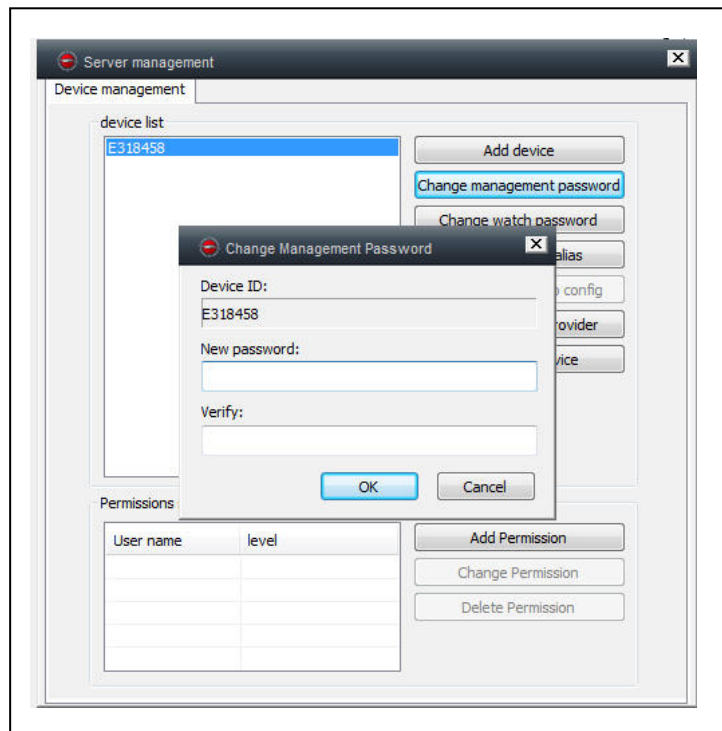 Server management
Device management
device list
E318458
Add device
Change management password
Change watch password
alias
config
Change Management Password
Device ID:
E318458
New password:
Verify:
OK
Cancel
Permissions
User name
level
Add Permission
Change Permission
Delete Permission